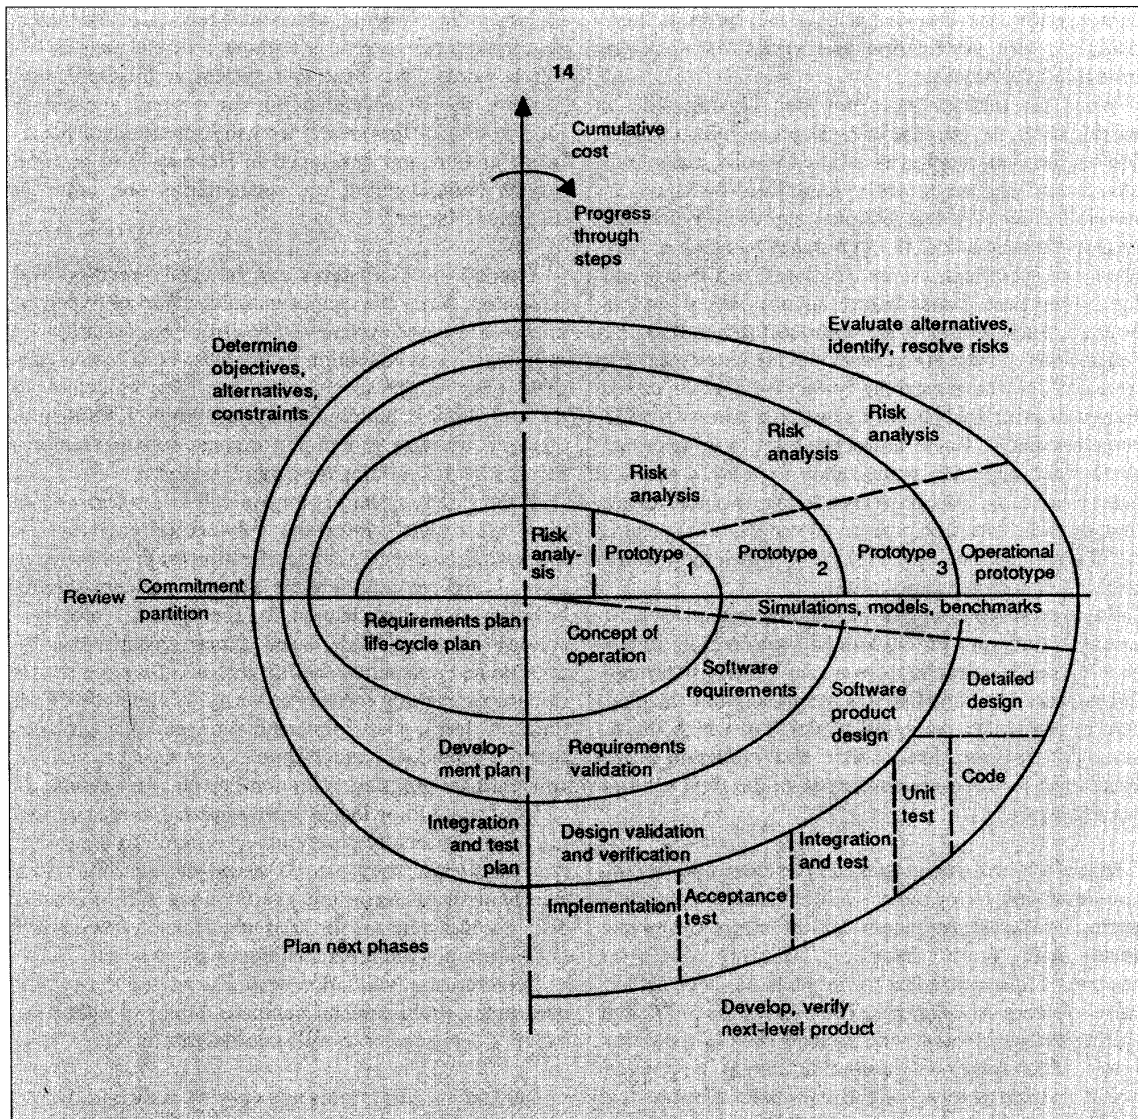 14
Cumulative
cost
Progress
through
steps
Determine
objectives,
alternatives,
constraints
Evaluate alternatives,
identify, resolve risks
Risk
analysis
Risk
analysis
Risk
analysis
Risk
analy-
sis
Prototype
1
Prototype
2
Prototype
3
Operational
prototype
Review
Commitment
partition
Simulations, models, benchmarks
Requirements plan
life-cycle plan
Concept of
operation
Software
requirements
Software
product
design
Detailed
design
Develop-
ment plan
Requirements
validation
Code
Unit
test
Integration
and test
plan
Design validation
and verification
Integration
and test
Acceptance
test
Implementation
Plan next phases
Develop, verify
next-level product